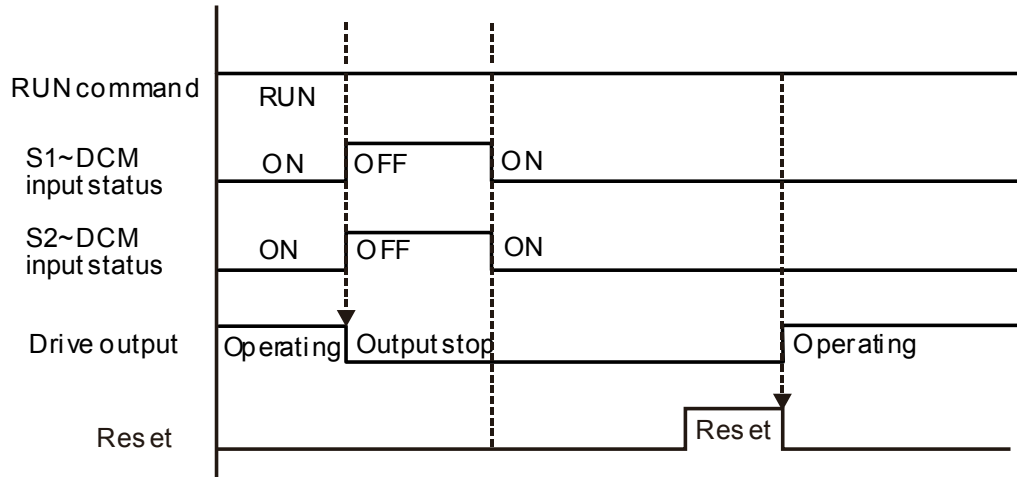 RUN command
RUN
S1~DCM
input status
ON
OFF
ON
S2~DCM
input status
ON
OFF
ON
Drive output
Operating
Output stop
Operating
Reset
Reset